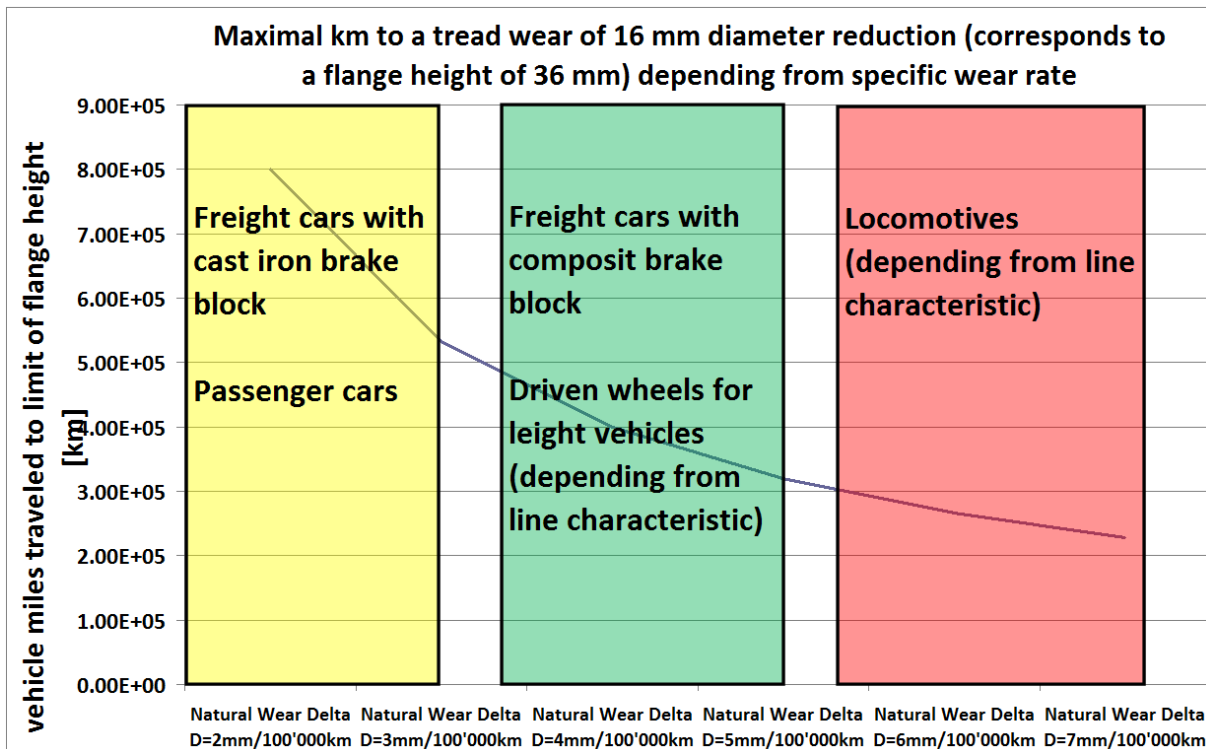 Maximal km to a tread wear of 16 mm diameter reduction (corresponds to
a flange height of 36 mm) depending from specific wear rate
vehicle miles traveled to limit of flange height
[km]
9.00E+05
8.00E+05
7.00E+05
6.00E+05
5.00E+05
4.00E+05
3.00E+05
2.00E+05
1.00E+05
0.00E+00
Freight cars with
cast iron brake
block
Passenger cars
Freight cars with
composit brake
block
Driven wheels for
leight vehicles
(depending from
line characteristic)
Locomotives
(depending from line
characteristic)
Natural Wear Delta
D=2mm/100'000km
Natural Wear Delta
D=3mm/100'000km
Natural Wear Delta
D=4mm/100'000km
Natural Wear Delta
D=5mm/100'000km
Natural Wear Delta
D=6mm/100'000km
Natural Wear Delta
D=7mm/100'000km